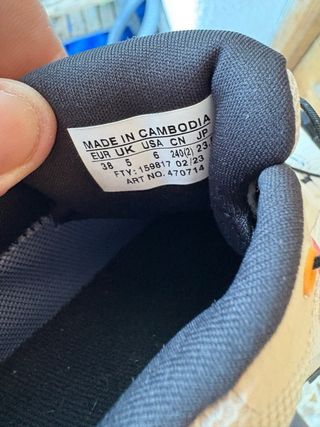 MADE IN CAMBODIA
EUR UK USA CN JP
38 5 6 240(2) 23.
FTY: 159817 02/23
ART NO. 470714